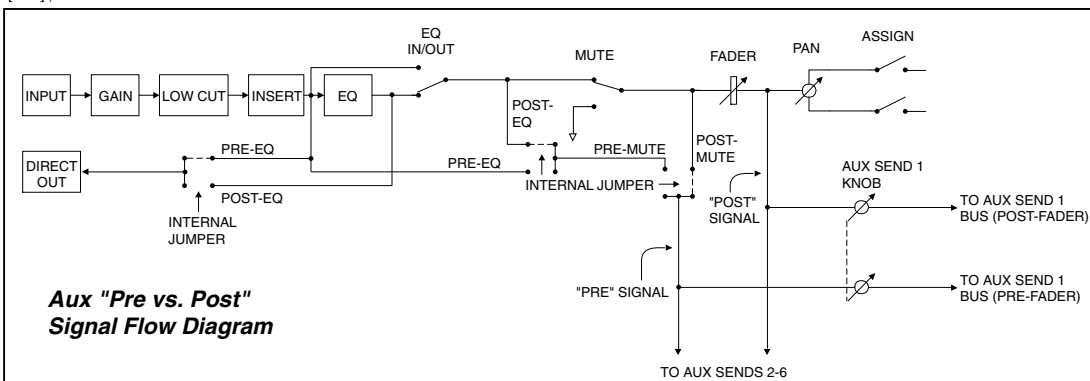 EQ
IN/OUT
MUTE
FADER
PAN
ASSIGN
INPUT
GAIN
LOW CUT
INSERT
EQ
POST-
EQ
DIRECT
OUT
PRE-EQ
PRE-EQ
PRE-MUTE
POST-
MUTE
POST-EQ
INTERNAL
JUMPER
INTERNAL JUMPER
"POST"
SIGNAL
AUX SEND 1
KNOB
TO AUX SEND 1
BUS (POST-FADER)
"PRE" SIGNAL
TO AUX SEND 1
BUS (PRE-FADER)
Aux "Pre vs. Post"
Signal Flow Diagram
TO AUX SENDS 2-6